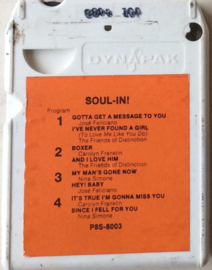 DYNAPAK
SOUL-IN!
Program
1 GOTTA GET A MESSAGE TO YOU
José Feliciano
I'VE NEVER FOUND A GIRL
(To Love Me Like You Do)
The Friends of Distinction
2 BOXER
Carolyn Franklin
AND I LOVE HIM
The Friends of Distinction
3 MY MAN'S GONE NOW
Nina Simone
HEY! BABY
José Feliciano
4 IT'S TRUE I'M GONNA MISS YOU
Carolyn Franklin
SINCE I FELL FOR YOU
Nina Simone
P8S-8003